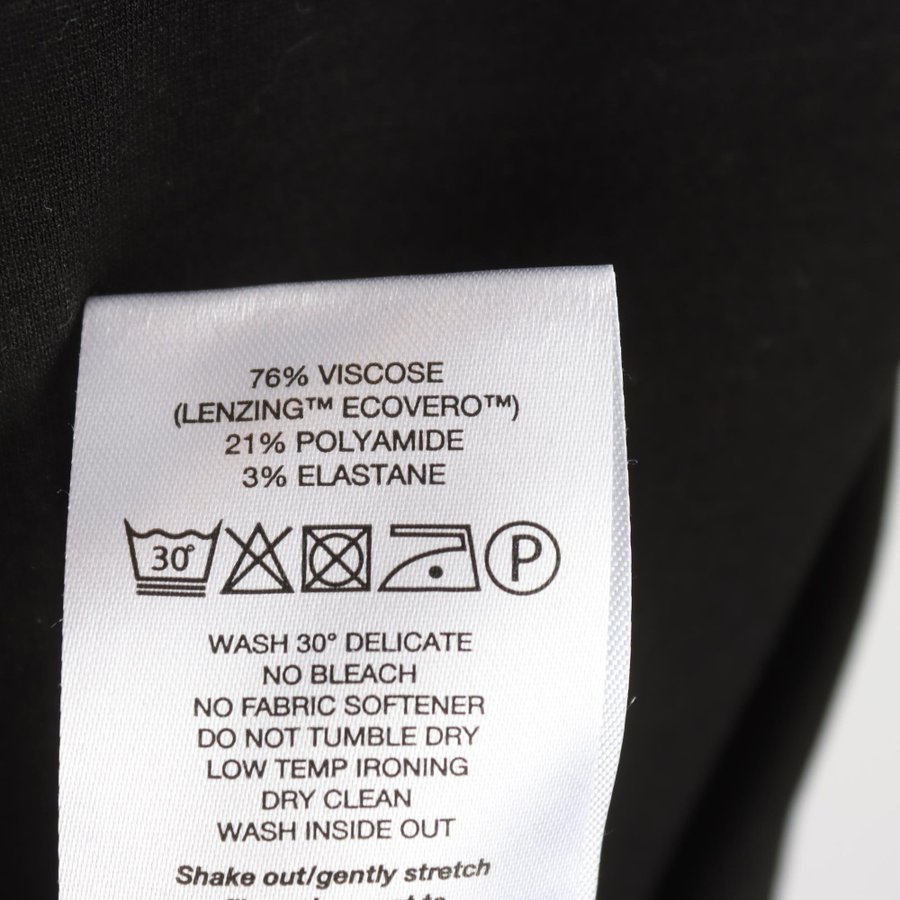 76% VISCOSE
(LENZING™ ECOVERO™)
21% POLYAMIDE
3% ELASTANE
30° P
WASH 30° DELICATE
NO BLEACH
NO FABRIC SOFTENER
DO NOT TUMBLE DRY
LOW TEMP IRONING
DRY CLEAN
WASH INSIDE OUT
Shake out/gently stretch